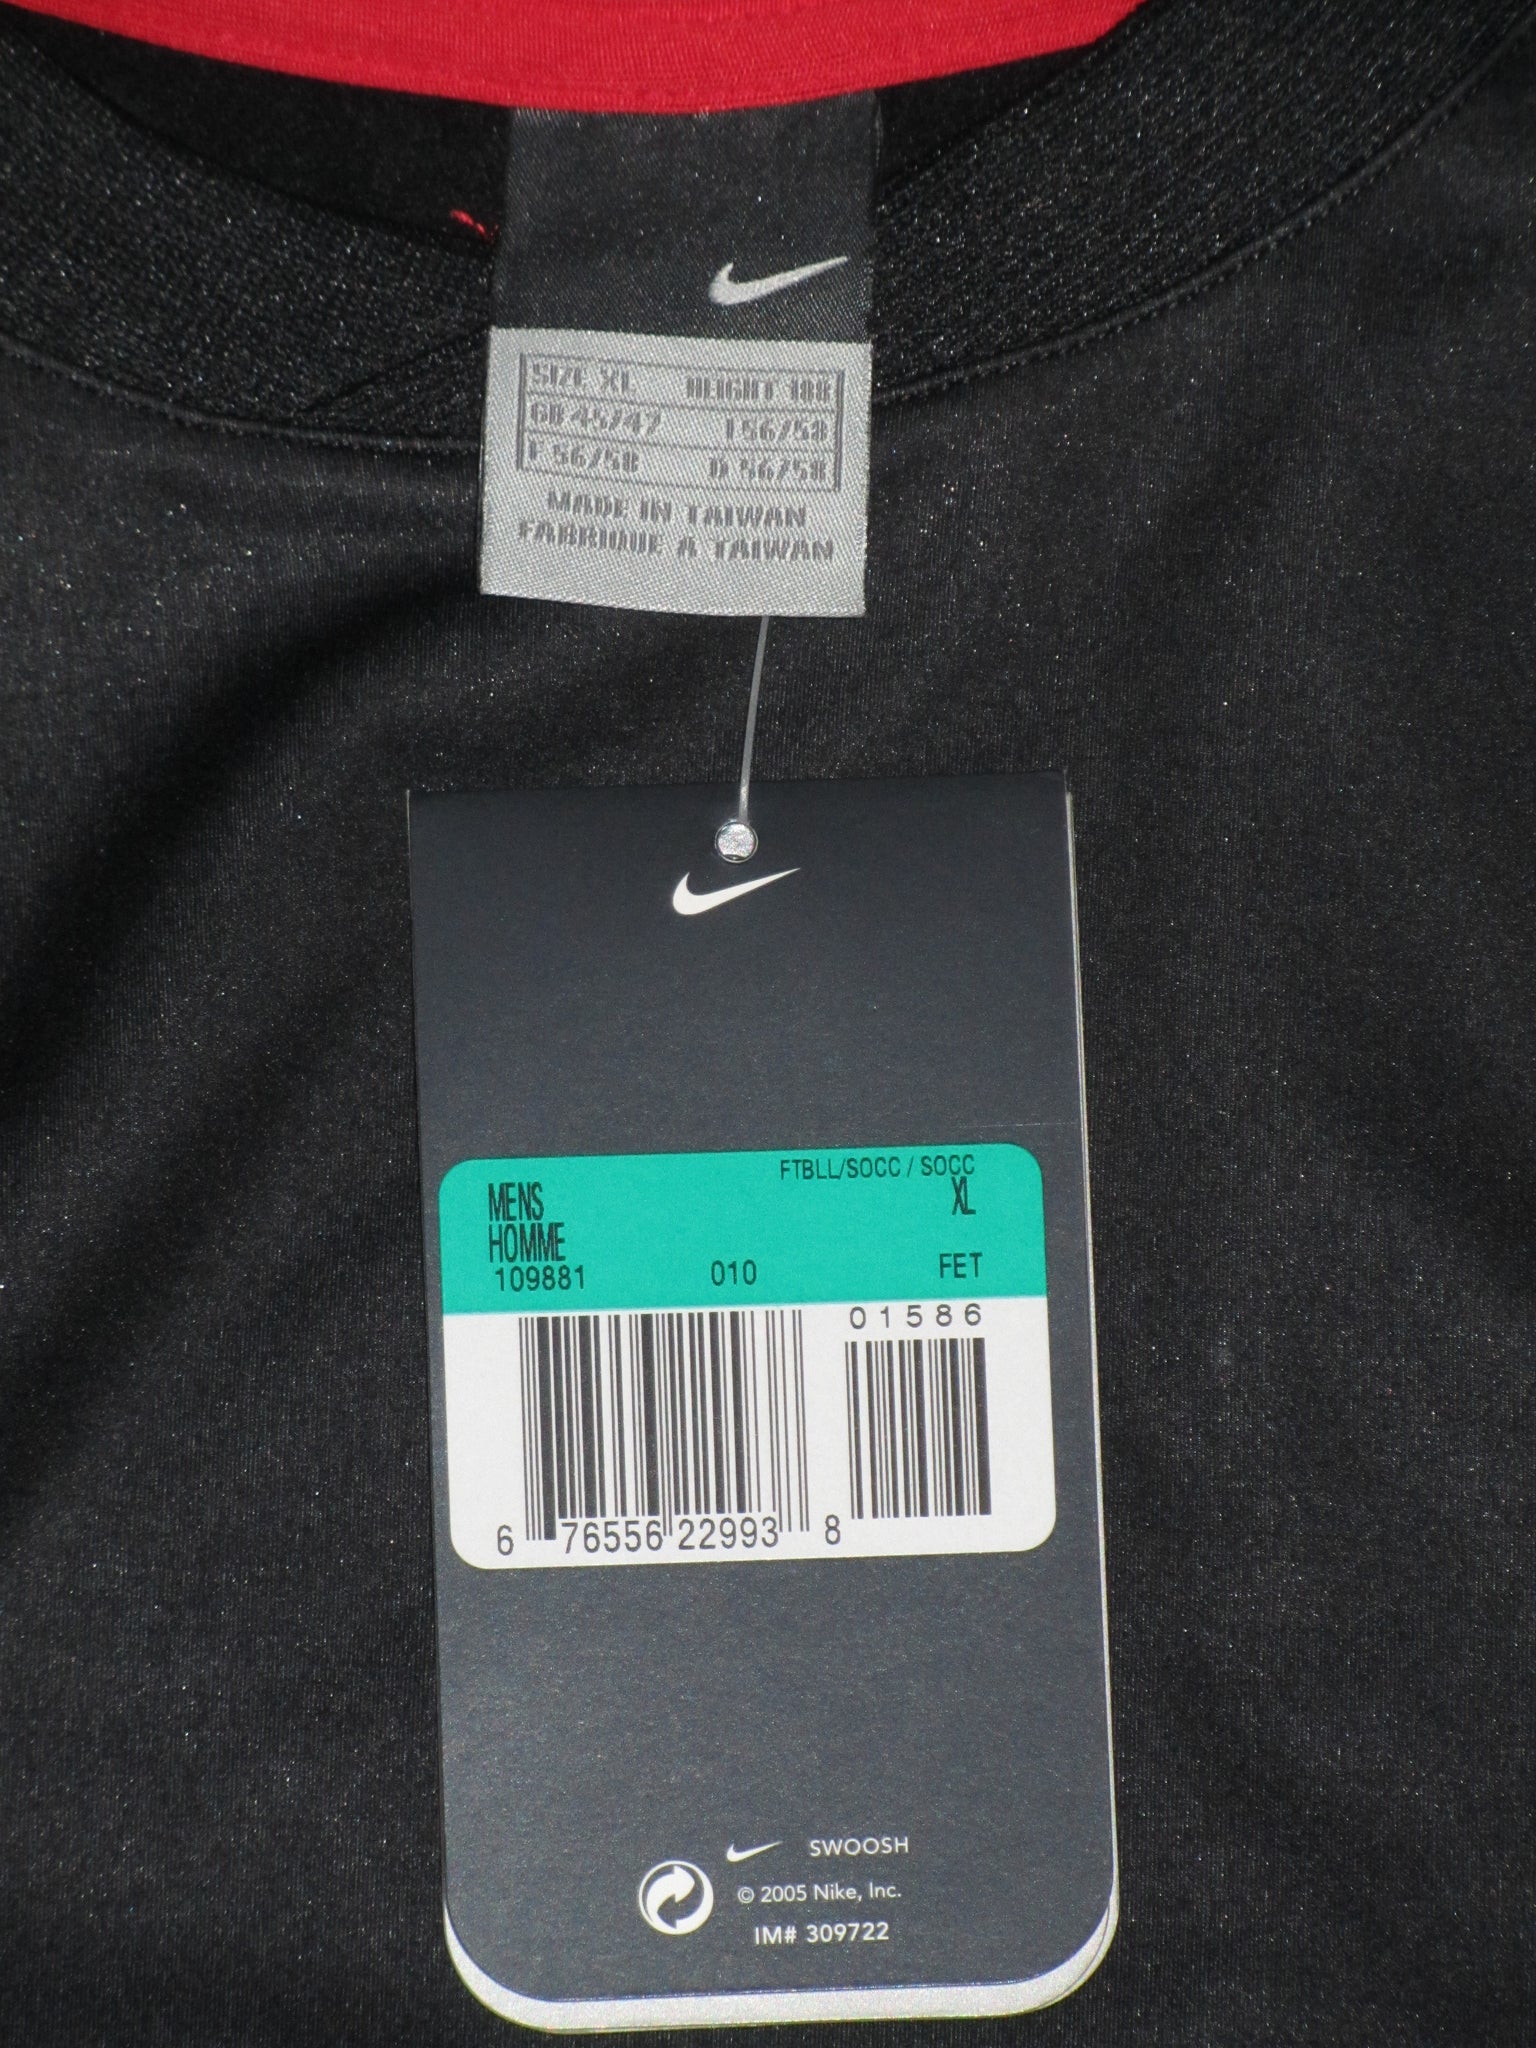 SIZE XL HEIGHT 188
GB 45/47 I 56/58
F 56/58 D 56/58
MADE IN TAIWAN
FABRIQUE A TAIWAN
FTBLL/SOCC / SOCC
MENS XL
HOMME
109881 010 FET
01586
6 76556 22993 8
SWOOSH
© 2005 Nike, Inc.
IM# 309722